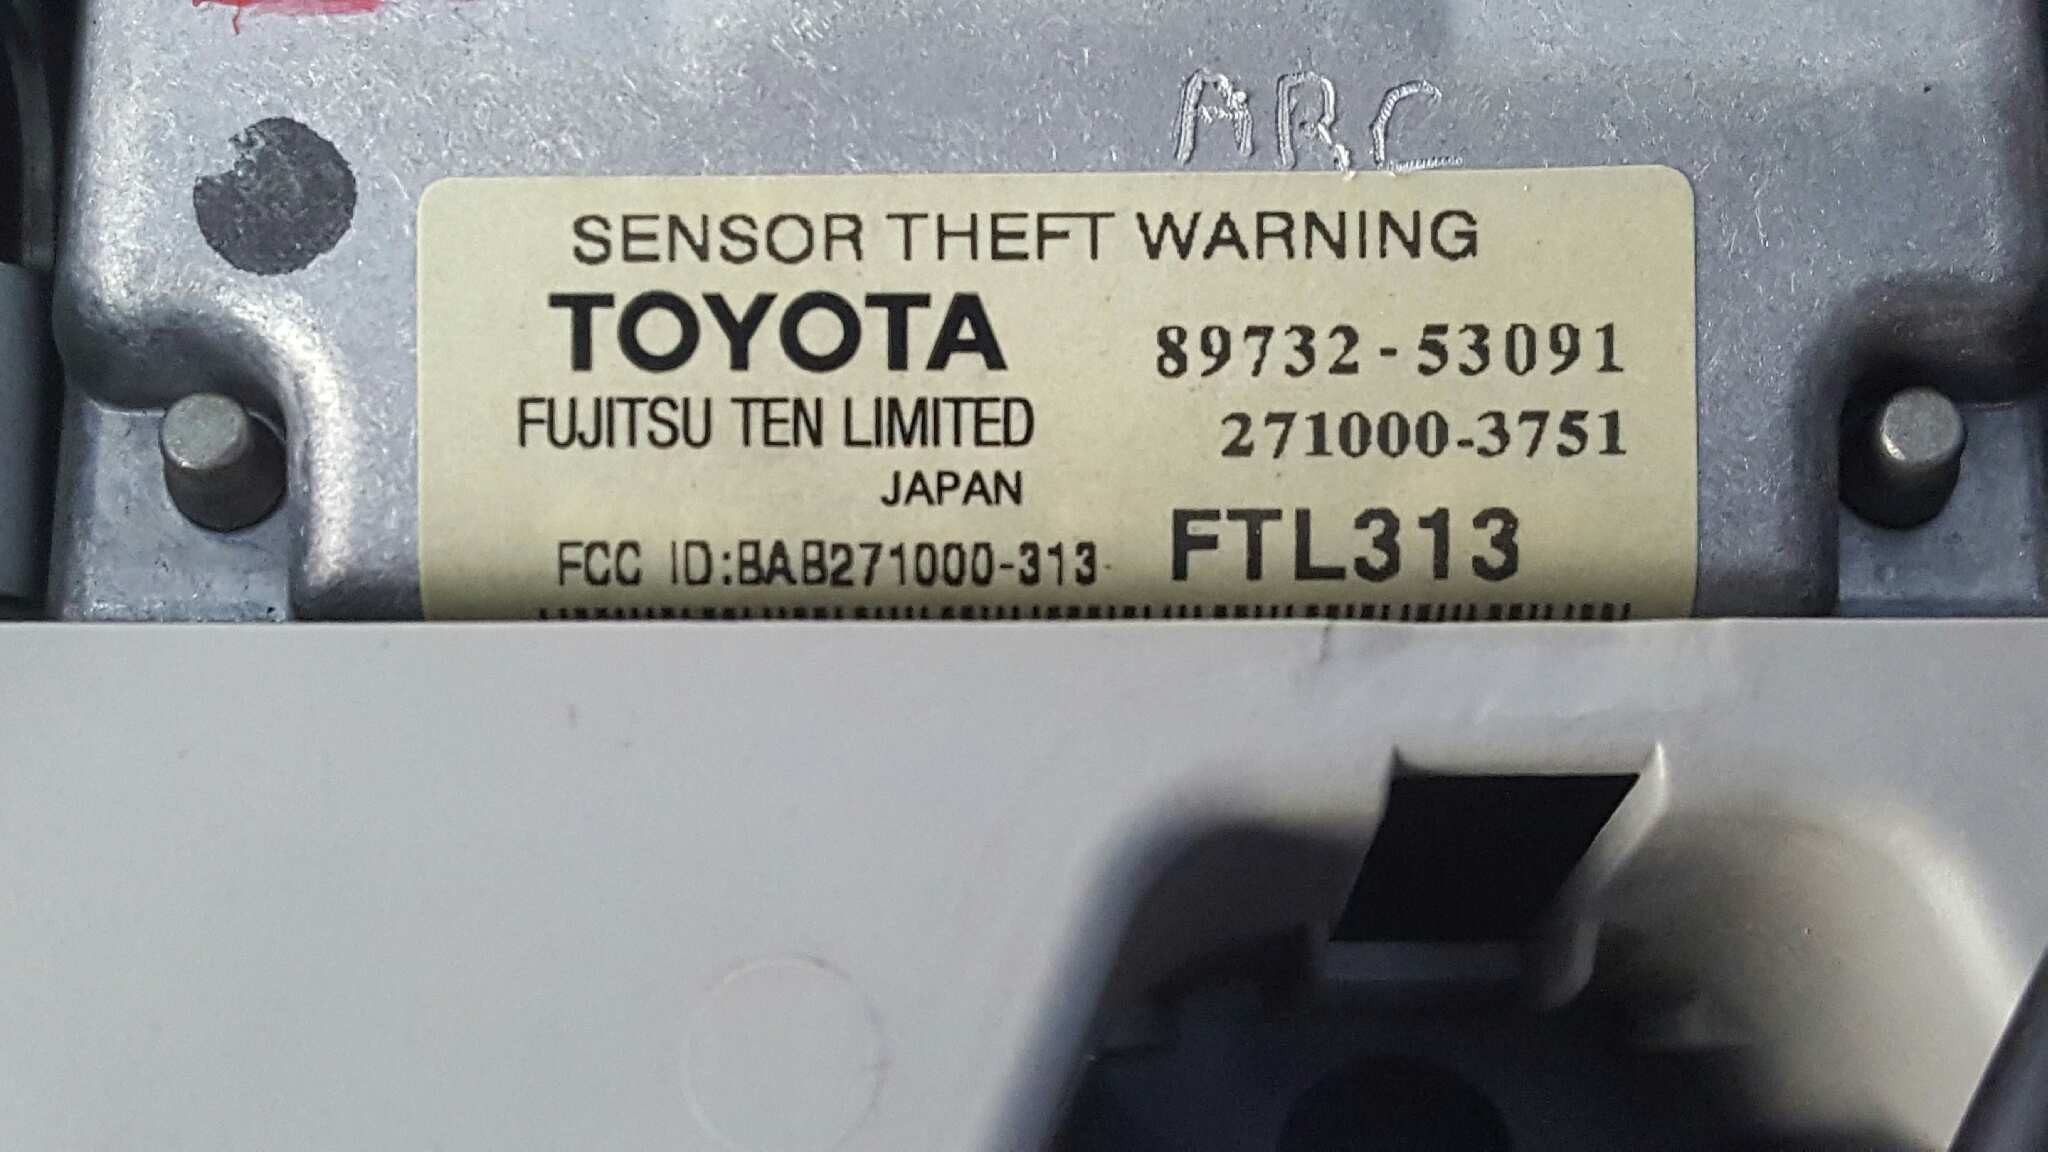 ARC
SENSOR THEFT WARNING
TOYOTA 89732-53091
FUJITSU TEN LIMITED 271000-3751
JAPAN
FCC ID:BAB271000-313 FTL313